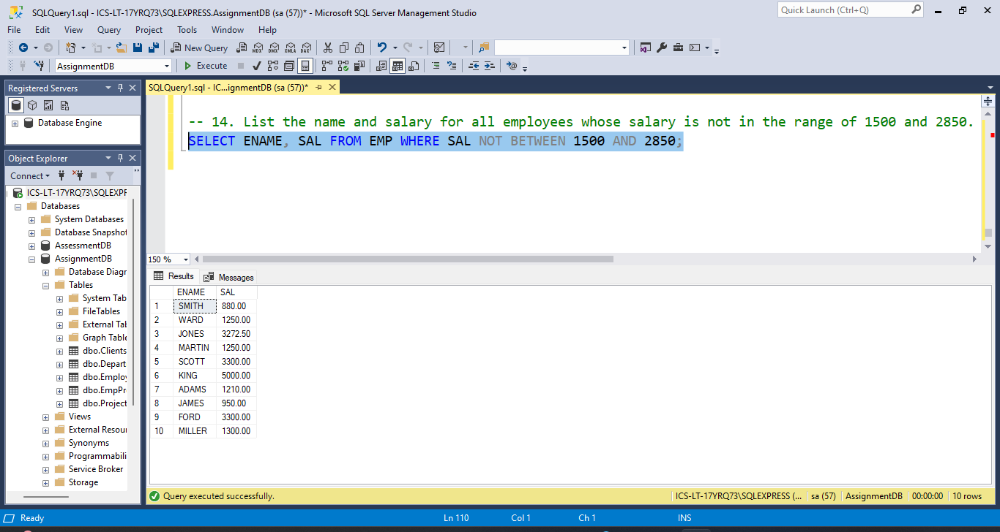 SQLQuery1.sql - ICS-LT-17YRQ73\SQLEXPRESS.AssignmentDB (sa (57))* - Microsoft SQL Server Management Studio
Quick Launch (Ctrl+Q)
File Edit View Query Project Tools Window Help
New Query MDX DMX XMLA DAX
AssignmentDB Execute
Registered Servers
Database Engine
Object Explorer
Connect
ICS-LT-17YRQ73\SQLEXPF
Databases
System Databases
Database Snapshot
AssessmentDB
AssignmentDB
Database Diagr
Tables
System Tab
FileTables
External Tal
Graph Table
dbo.Clients
dbo.Depart
dbo.Employ
dbo.EmpPr
dbo.Project
Views
External Resour
Synonyms
Programmabili
Service Broker
Storage
SQLQuery1.sql - IC...ignmentDB (sa (57))*
-- 14. List the name and salary for all employees whose salary is not in the range of 1500 and 2850.
SELECT ENAME, SAL FROM EMP WHERE SAL NOT BETWEEN 1500 AND 2850;
150 %
Results Messages
ENAME SAL
1 SMITH 880.00
2 WARD 1250.00
3 JONES 3272.50
4 MARTIN 1250.00
5 SCOTT 3300.00
6 KING 5000.00
7 ADAMS 1210.00
8 JAMES 950.00
9 FORD 3300.00
10 MILLER 1300.00
Query executed successfully. ICS-LT-17YRQ73\SQLEXPRESS (... sa (57) AssignmentDB 00:00:00 10 rows
Ready Ln 110 Col 1 Ch 1 INS